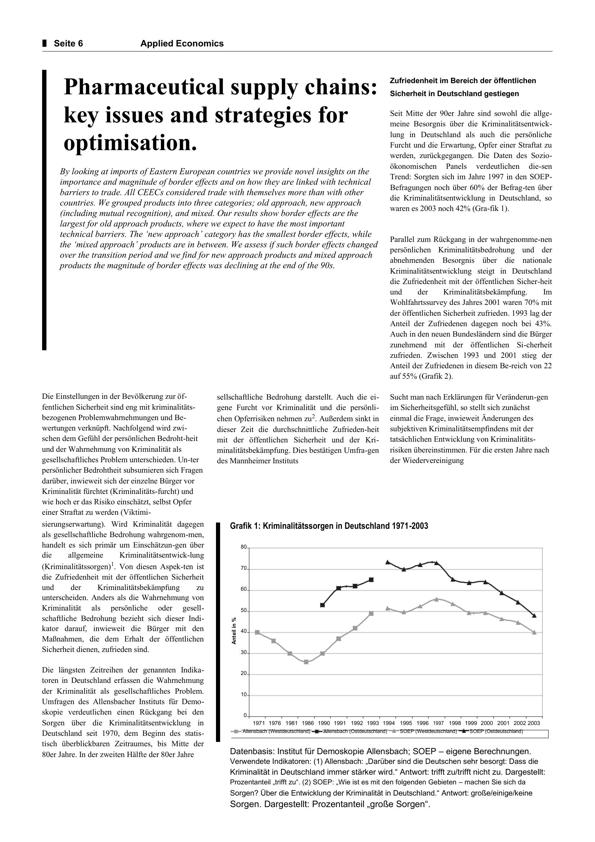 Seite 6 Applied Economics
Pharmaceutical supply chains:
key issues and strategies for
optimisation.
By looking at imports of Eastern European countries we provide novel insights on the
importance and magnitude of border effects and on how they are linked with technical
barriers to trade. All CEECs considered trade with themselves more than with other
countries. We grouped products into three categories; old approach, new approach
(including mutual recognition), and mixed. Our results show border effects are the
largest for old approach products, where we expect to have the most important
technical barriers. The ‘new approach’ category has the smallest border effects, while
the ‘mixed approach’ products are in between. We assess if such border effects changed
over the transition period and we find for new approach products and mixed approach
products the magnitude of border effects was declining at the end of the 90s.
Zufriedenheit im Bereich der öffentlichen
Sicherheit in Deutschland gestiegen
Seit Mitte der 90er Jahre sind sowohl die allge-
meine Besorgnis über die Kriminalitätsentwick-
lung in Deutschland als auch die persönliche
Furcht und die Erwartung, Opfer einer Straftat zu
werden, zurückgegangen. Die Daten des Sozio-
ökonomischen Panels verdeutlichen die-sen
Trend: Sorgten sich im Jahre 1997 in den SOEP-
Befragungen noch über 60% der Befrag-ten über
die Kriminalitätsentwicklung in Deutschland, so
waren es 2003 noch 42% (Gra-fik 1).
Parallel zum Rückgang in der wahrgenomme-nen
persönlichen Kriminalitätsbedrohung und der
abnehmenden Besorgnis über die nationale
Kriminalitätsentwicklung steigt in Deutschland
die Zufriedenheit mit der öffentlichen Sicher-heit
und der Kriminalitätsbekämpfung. Im
Wohlfahrtssurvey des Jahres 2001 waren 70% mit
der öffentlichen Sicherheit zufrieden. 1993 lag der
Anteil der Zufriedenen dagegen noch bei 43%.
Auch in den neuen Bundesländern sind die Bürger
zunehmend mit der öffentlichen Si-cherheit
zufrieden. Zwischen 1993 und 2001 stieg der
Anteil der Zufriedenen in diesem Be-reich von 22
auf 55% (Grafik 2).
Die Einstellungen in der Bevölkerung zur öf-
fentlichen Sicherheit sind eng mit kriminalitäts-
bezogenen Problemwahrnehmungen und Be-
wertungen verknüpft. Nachfolgend wird zwi-
schen dem Gefühl der persönlichen Bedroht-heit
und der Wahrnehmung von Kriminalität als
gesellschaftliches Problem unterschieden. Un-ter
persönlicher Bedrohtheit subsumieren sich Fragen
darüber, inwieweit sich der einzelne Bürger vor
Kriminalität fürchtet (Kriminalitäts-furcht) und
wie hoch er das Risiko einschätzt, selbst Opfer
einer Straftat zu werden (Viktimi-
sierungserwartung). Wird Kriminalität dagegen
als gesellschaftliche Bedrohung wahrgenom-men,
handelt es sich primär um Einschätzun-gen über
die allgemeine Kriminalitätsentwick-lung
(Kriminalitätssorgen)1. Von diesen Aspek-ten ist
die Zufriedenheit mit der öffentlichen Sicherheit
und der Kriminalitätsbekämpfung zu
unterscheiden. Anders als die Wahrnehmung von
Kriminalität als persönliche oder gesell-
schaftliche Bedrohung bezieht sich dieser Indi-
kator darauf, inwieweit die Bürger mit den
Maßnahmen, die dem Erhalt der öffentlichen
Sicherheit dienen, zufrieden sind.
Die längsten Zeitreihen der genannten Indika-
toren in Deutschland erfassen die Wahrnehmung
der Kriminalität als gesellschaftliches Problem.
Umfragen des Allensbacher Instituts für Demo-
skopie verdeutlichen einen Rückgang bei den
Sorgen über die Kriminalitätsentwicklung in
Deutschland seit 1970, dem Beginn des statis-
tisch überblickbaren Zeitraumes, bis Mitte der
80er Jahre. In der zweiten Hälfte der 80er Jahre
sellschaftliche Bedrohung darstellt. Auch die ei-
gene Furcht vor Kriminalität und die persönli-
chen Opferrisiken nehmen zu2. Außerdem sinkt in
dieser Zeit die durchschnittliche Zufrieden-heit
mit der öffentlichen Sicherheit und der Kri-
minalitätsbekämpfung. Dies bestätigen Umfra-gen
des Mannheimer Instituts
Sucht man nach Erklärungen für Veränderun-gen
im Sicherheitsgefühl, so stellt sich zunächst
einmal die Frage, inwieweit Änderungen des
subjektiven Kriminalitätsempfindens mit der
tatsächlichen Entwicklung von Kriminalitäts-
risiken übereinstimmen. Für die ersten Jahre nach
der Wiedervereinigung
Grafik 1: Kriminalitätssorgen in Deutschland 1971-2003
Anteil in %
80
70
60
50
40
30
20
10
0
1971 1976 1981 1986 1990 1991 1992 1993 1994 1995 1996 1997 1998 1999 2000 2001 2002 2003
Allensbach (Westdeutschland) Allensbach (Ostdeutschland) SOEP (Westdeutschland) SOEP (Ostdeutschland)
Datenbasis: Institut für Demoskopie Allensbach; SOEP – eigene Berechnungen.
Verwendete Indikatoren: (1) Allensbach: „Darüber sind die Deutschen sehr besorgt: Dass die
Kriminalität in Deutschland immer stärker wird.“ Antwort: trifft zu/trifft nicht zu. Dargestellt:
Prozentanteil „trifft zu“. (2) SOEP: „Wie ist es mit den folgenden Gebieten – machen Sie sich da
Sorgen? Über die Entwicklung der Kriminalität in Deutschland.“ Antwort: große/einige/keine
Sorgen. Dargestellt: Prozentanteil „große Sorgen“.